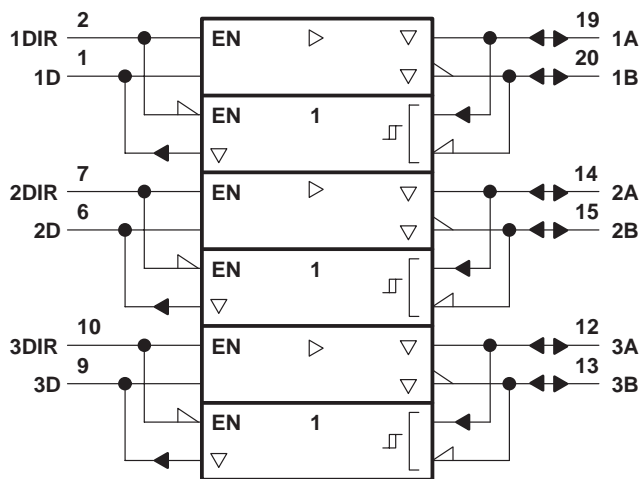 2 19
1DIR EN 1A
1 20
1D 1B
EN 1
7 14
2DIR EN 2A
6 15
2D 2B
EN 1
10 12
3DIR EN 3A
9 13
3D 3B
EN 1